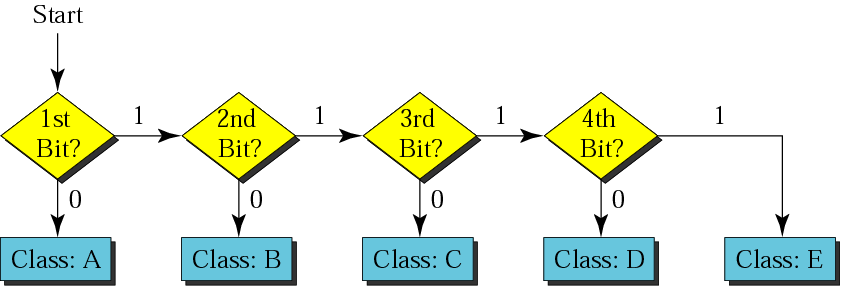 Start
1st
Bit?
1
2nd
Bit?
1
3rd
Bit?
1
4th
Bit?
1
0
0
0
0
Class: A
Class: B
Class: C
Class: D
Class: E